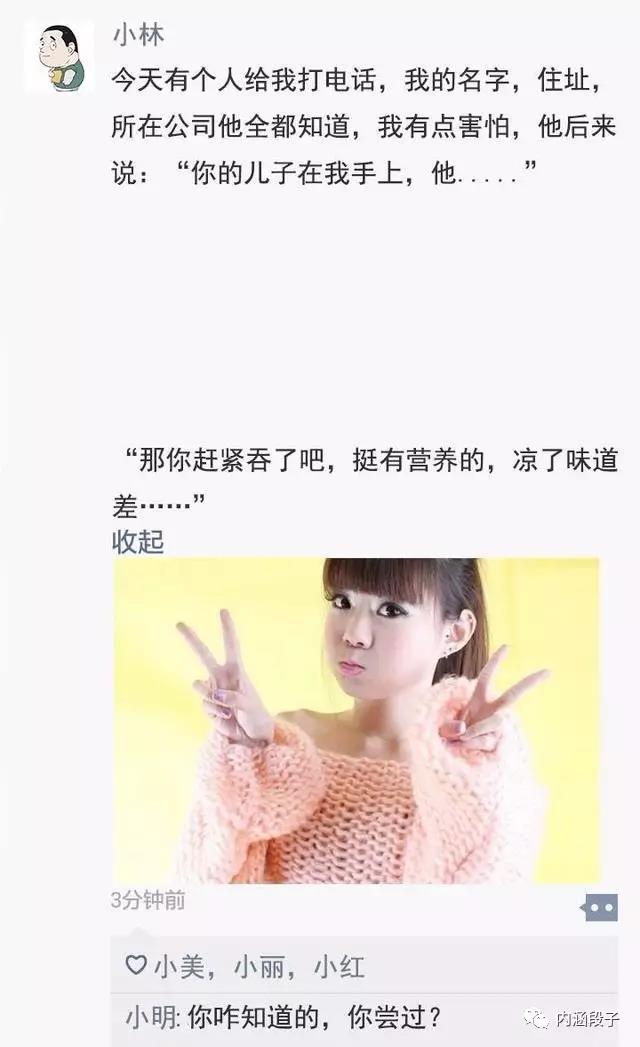 小林
今天有个人给我打电话，我的名字，住址，
所在公司他全都知道，我有点害怕，他后来
说：“你的儿子在我手上，他.....”
“那你赶紧吞了吧，挺有营养的，凉了味道
差……”
收起
3分钟前
小美，小丽，小红
小明:你咋知道的，你尝过？
内涵段子